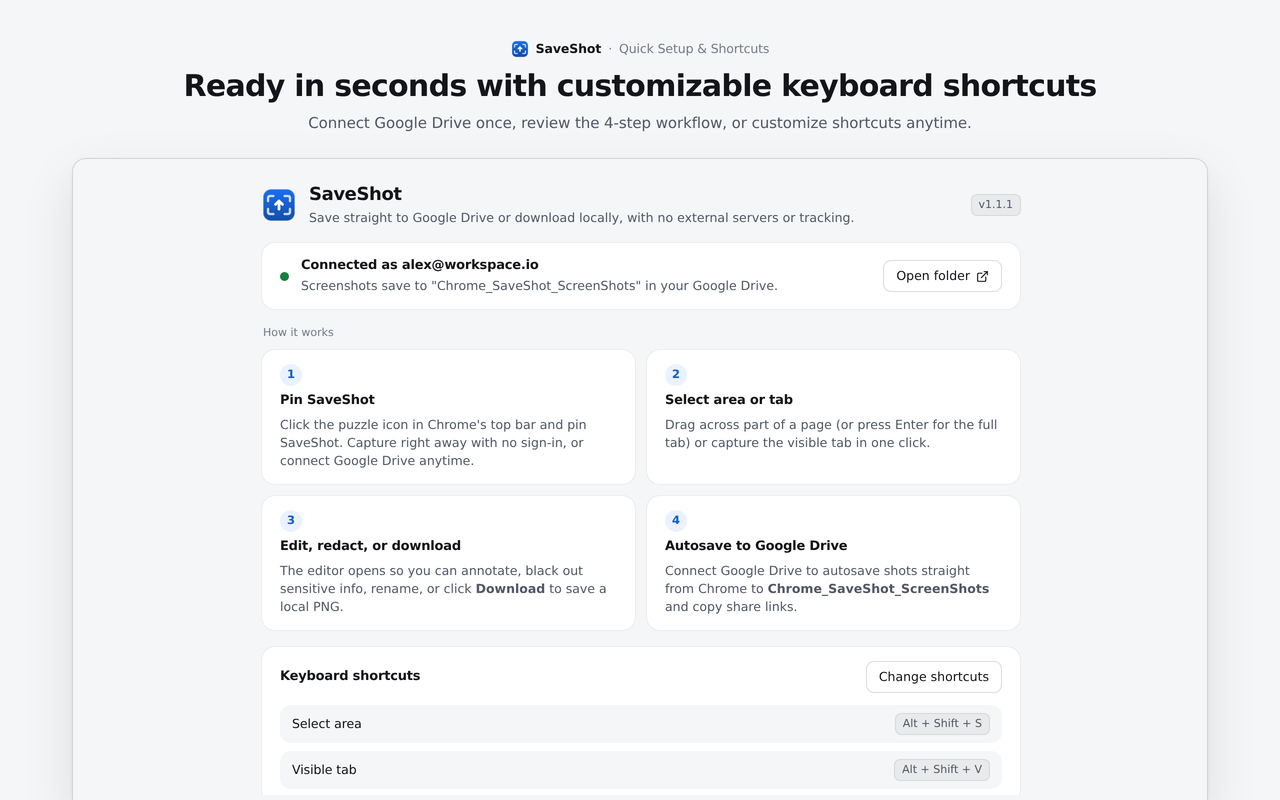 SaveShot · Quick Setup & Shortcuts
Ready in seconds with customizable keyboard shortcuts
Connect Google Drive once, review the 4-step workflow, or customize shortcuts anytime.
SaveShot
Save straight to Google Drive or download locally, with no external servers or tracking.
v1.1.1
Connected as alex@workspace.io
Screenshots save to "Chrome_SaveShot_ScreenShots" in your Google Drive.
Open folder
How it works
1
Pin SaveShot
Click the puzzle icon in Chrome's top bar and pin
SaveShot. Capture right away with no sign-in, or
connect Google Drive anytime.
2
Select area or tab
Drag across part of a page (or press Enter for the full
tab) or capture the visible tab in one click.
3
Edit, redact, or download
The editor opens so you can annotate, black out
sensitive info, rename, or click Download to save a
local PNG.
4
Autosave to Google Drive
Connect Google Drive to autosave shots straight
from Chrome to Chrome_SaveShot_ScreenShots
and copy share links.
Keyboard shortcuts
Change shortcuts
Select area
Alt + Shift + S
Visible tab
Alt + Shift + V